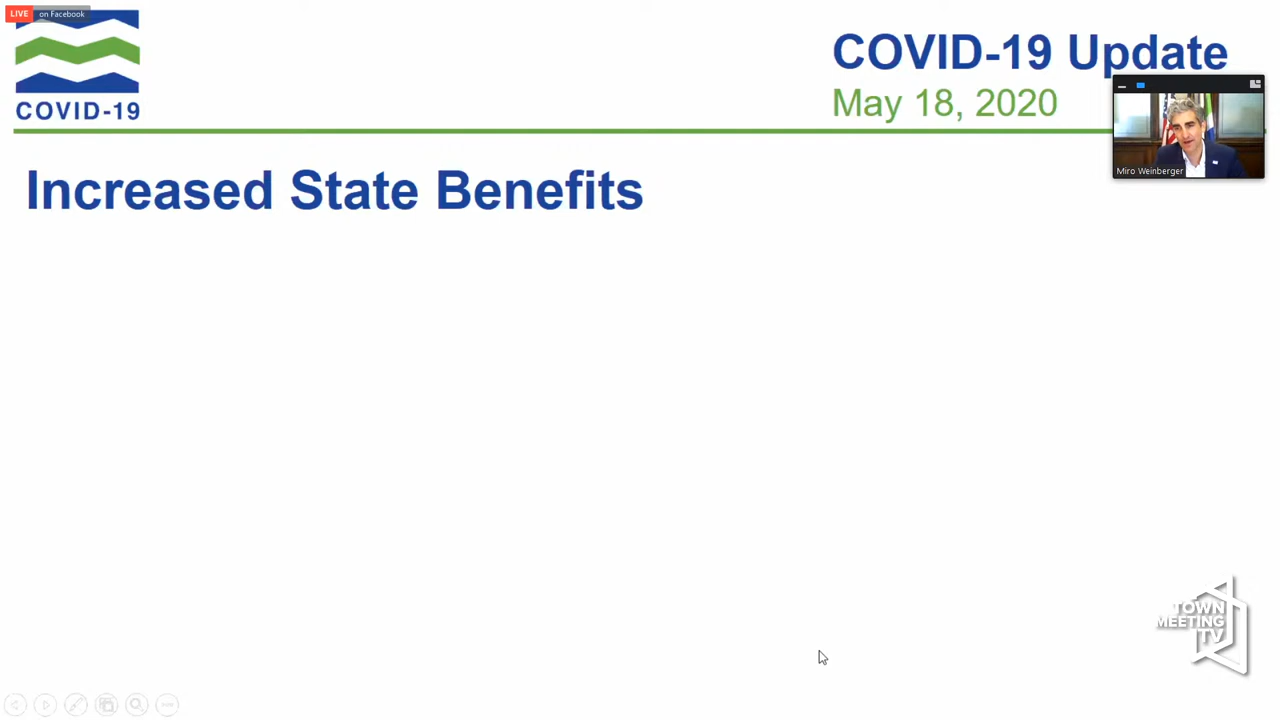 LIVE on Facebook
COVID-19
COVID-19 Update
May 18, 2020
Miro Weinberger
Increased State Benefits
TOWN
MEETING
TV